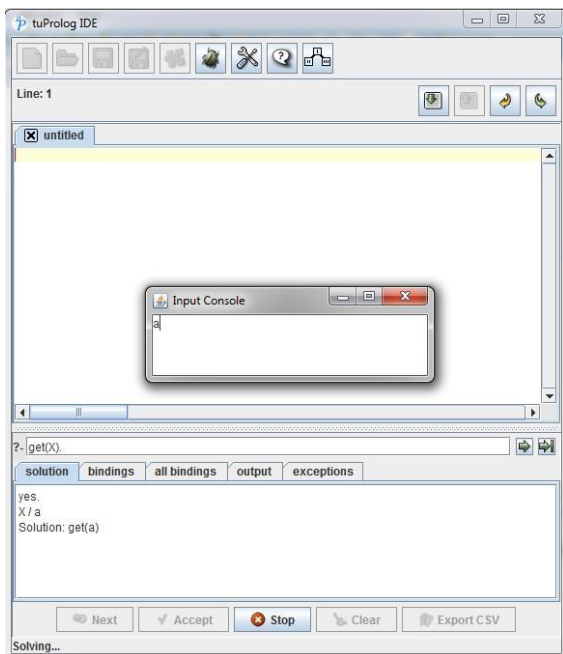 tuProlog IDE
Line: 1
untitled
Input Console
a
?- get(X).
solution bindings all bindings output exceptions
yes.
X / a
Solution: get(a)
Next Accept Stop Clear Export CSV
Solving...